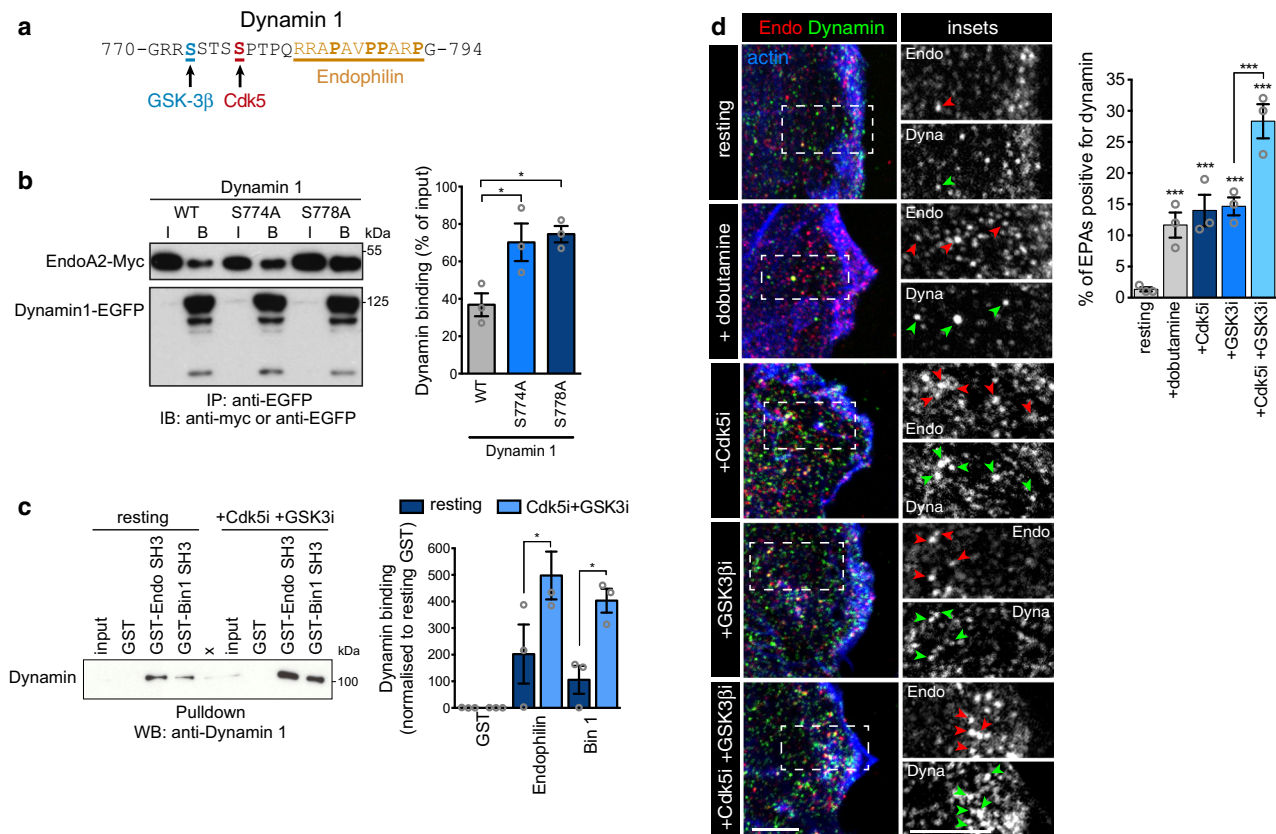 a
Dynamin 1
770-GRRSSTSSPTPQRRAPAVPPARPG-794
GSK-3β
Cdk5
Endophilin
b
Dynamin 1
WT
S774A
S778A
I B I B I B
kDa
EndoA2-Myc
55
Dynamin1-EGFP
125
IP: anti-EGFP
IB: anti-myc or anti-EGFP
Dynamin binding (% of input)
100
80
60
40
20
0
*
*
WT
S774A
S778A
Dynamin 1
c
resting
+Cdk5i +GSK3i
input
GST
GST-Endo SH3
GST-Bin1 SH3
x
input
GST
GST-Endo SH3
GST-Bin1 SH3
kDa
Dynamin
100
Pulldown
WB: anti-Dynamin 1
resting
Cdk5i+GSK3i
Dynamin binding
(normalised to resting GST)
600
500
400
300
200
100
0
*
*
GST
Endophilin
Bin 1
d
Endo Dynamin
insets
actin
resting
Endo
Dyna
+ dobutamine
Endo
Dyna
+Cdk5i
Endo
Dyna
+GSK3βi
Endo
Dyna
+Cdk5i +GSK3βi
Endo
Dyna
% of EPAs positive for dynamin
35
30
25
20
15
10
5
0
***
***
***
***
***
resting
+dobutamine
+Cdk5i
+GSK3i
+Cdk5i +GSK3i